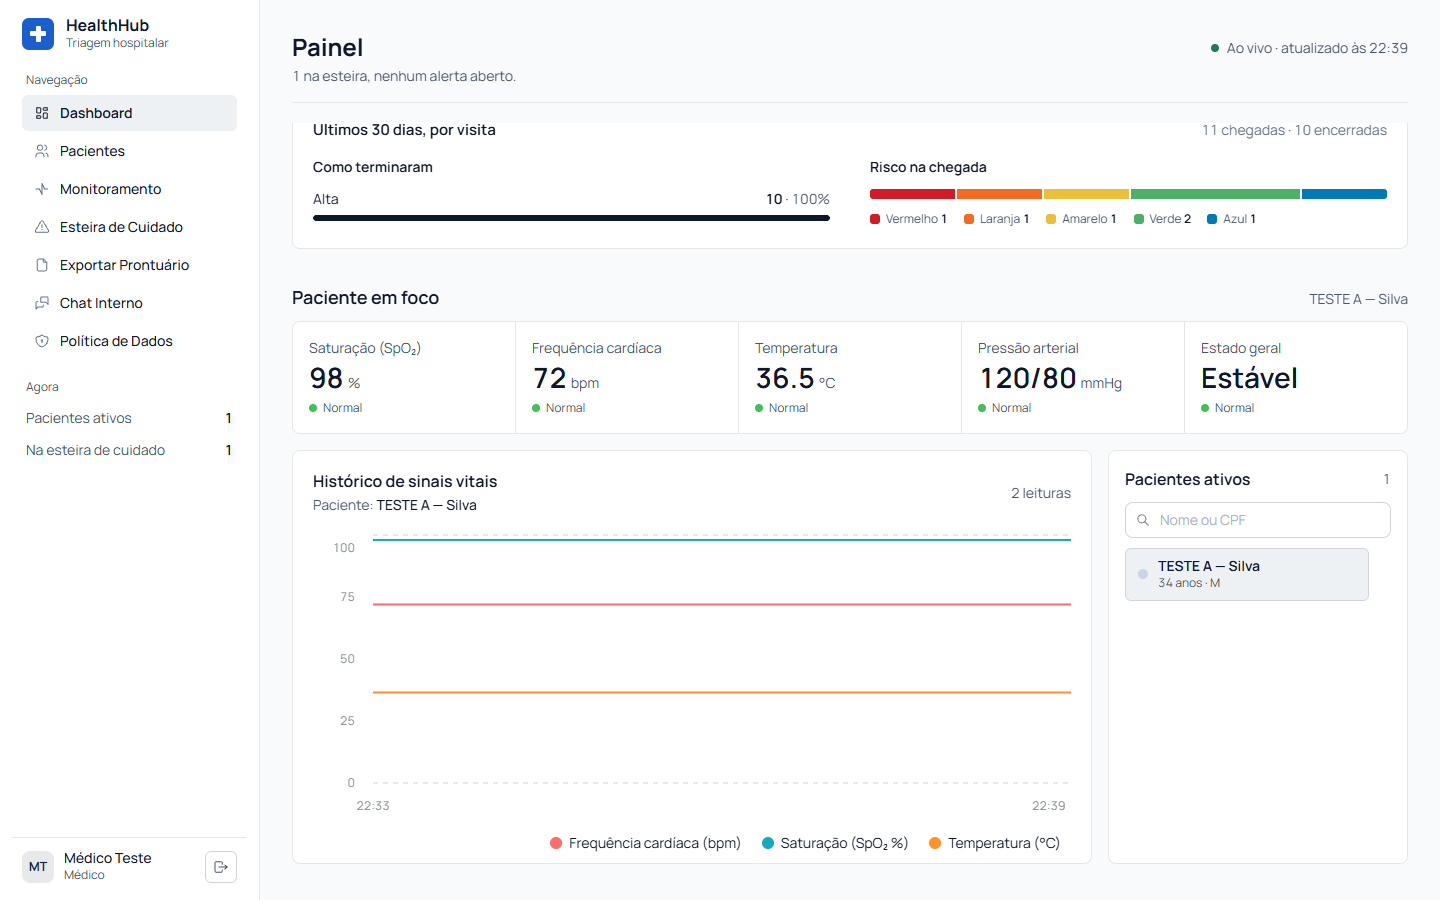 HealthHub
Triagem hospitalar
Navegação
Dashboard
Pacientes
Monitoramento
Esteira de Cuidado
Exportar Prontuário
Chat Interno
Política de Dados
Agora
Pacientes ativos 1
Na esteira de cuidado 1
MT
Médico Teste
Médico
Painel
1 na esteira, nenhum alerta aberto.
Ao vivo · atualizado às 22:39
Últimos 30 dias, por visita
11 chegadas · 10 encerradas
Como terminaram
Alta 10 · 100%
Risco na chegada
Vermelho 1 Laranja 1 Amarelo 1 Verde 2 Azul 1
Paciente em foco
TESTE A — Silva
Saturação (SpO₂)
98 %
Normal
Frequência cardíaca
72 bpm
Normal
Temperatura
36.5 °C
Normal
Pressão arterial
120/80 mmHg
Normal
Estado geral
Estável
Normal
Histórico de sinais vitais
Paciente: TESTE A — Silva
2 leituras
100
75
50
25
0
22:33 22:39
Frequência cardíaca (bpm) Saturação (SpO₂ %) Temperatura (°C)
Pacientes ativos 1
Nome ou CPF
TESTE A — Silva
34 anos · M